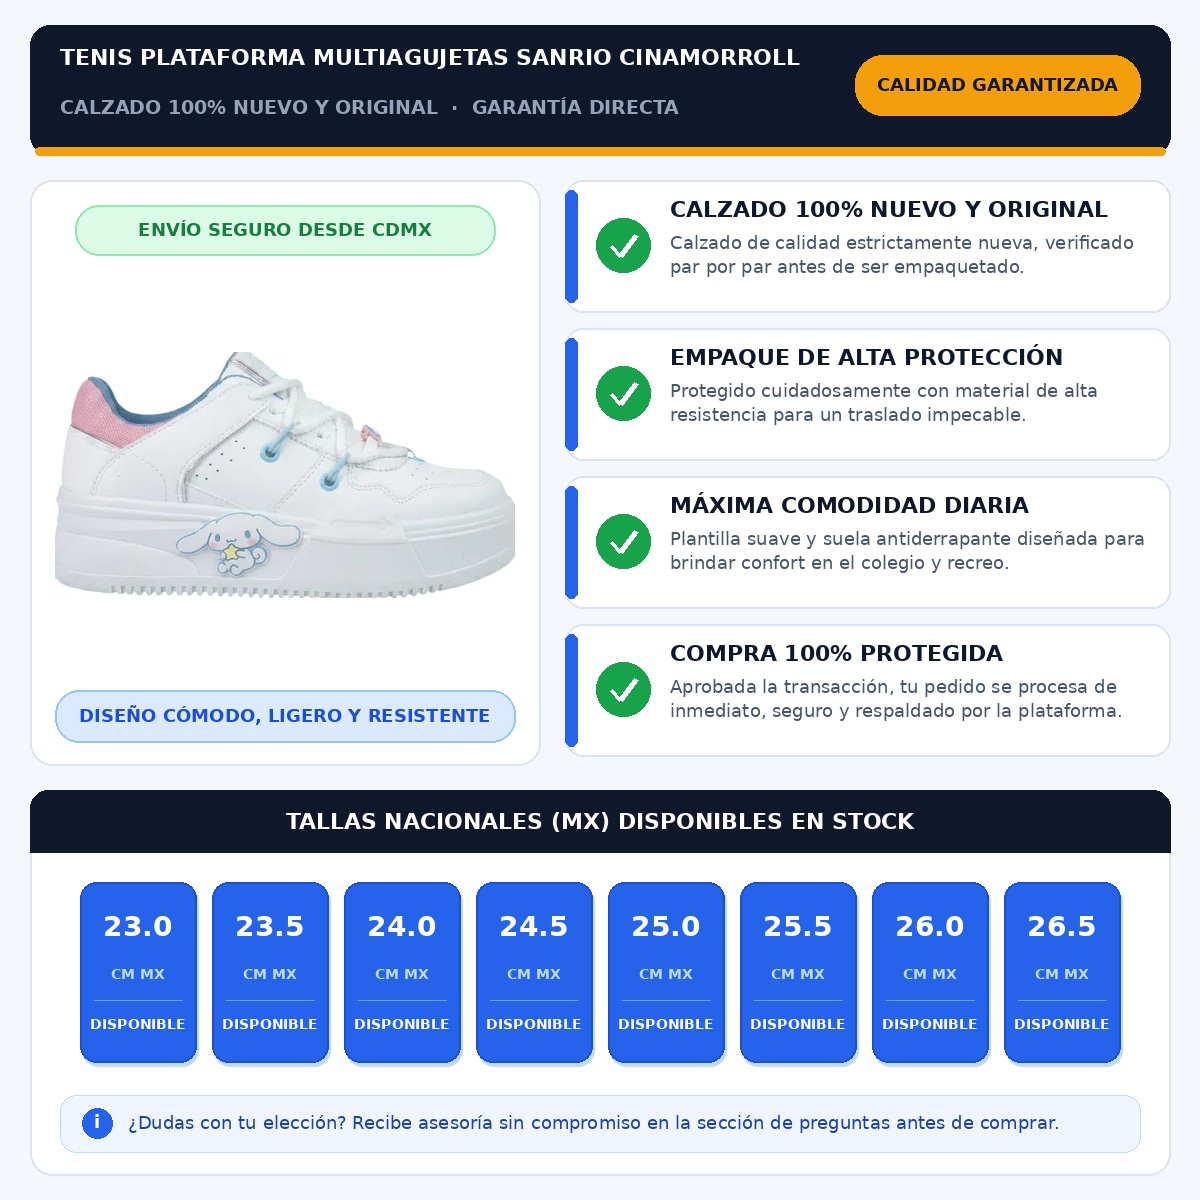 TENIS PLATAFORMA MULTIAGUJETAS SANRIO CINAMORROLL
CALZADO 100% NUEVO Y ORIGINAL · GARANTÍA DIRECTA
CALIDAD GARANTIZADA
ENVÍO SEGURO DESDE CDMX
DISEÑO CÓMODO, LIGERO Y RESISTENTE
CALZADO 100% NUEVO Y ORIGINAL
Calzado de calidad estrictamente nueva, verificado
par por par antes de ser empaquetado.
EMPAQUE DE ALTA PROTECCIÓN
Protegido cuidadosamente con material de alta
resistencia para un traslado impecable.
MÁXIMA COMODIDAD DIARIA
Plantilla suave y suela antiderrapante diseñada para
brindar confort en el colegio y recreo.
COMPRA 100% PROTEGIDA
Aprobada la transacción, tu pedido se procesa de
inmediato, seguro y respaldado por la plataforma.
TALLAS NACIONALES (MX) DISPONIBLES EN STOCK
23.0 23.5 24.0 24.5 25.0 25.5 26.0 26.5
CM MX CM MX CM MX CM MX CM MX CM MX CM MX CM MX
DISPONIBLE DISPONIBLE DISPONIBLE DISPONIBLE DISPONIBLE DISPONIBLE DISPONIBLE DISPONIBLE
i ¿Dudas con tu elección? Recibe asesoría sin compromiso en la sección de preguntas antes de comprar.